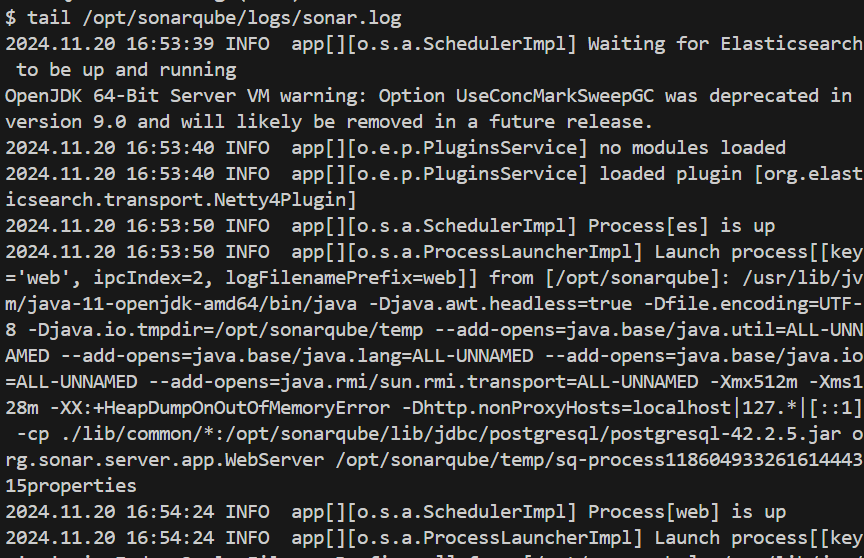 $ tail /opt/sonarqube/logs/sonar.log
2024.11.20 16:53:39 INFO  app[][o.s.a.SchedulerImpl] Waiting for Elasticsearch
 to be up and running
OpenJDK 64-Bit Server VM warning: Option UseConcMarkSweepGC was deprecated in
version 9.0 and will likely be removed in a future release.
2024.11.20 16:53:40 INFO  app[][o.e.p.PluginsService] no modules loaded
2024.11.20 16:53:40 INFO  app[][o.e.p.PluginsService] loaded plugin [org.elast
icsearch.transport.Netty4Plugin]
2024.11.20 16:53:50 INFO  app[][o.s.a.SchedulerImpl] Process[es] is up
2024.11.20 16:53:50 INFO  app[][o.s.a.ProcessLauncherImpl] Launch process[[key
='web', ipcIndex=2, logFilenamePrefix=web]] from [/opt/sonarqube]: /usr/lib/jv
m/java-11-openjdk-amd64/bin/java -Djava.awt.headless=true -Dfile.encoding=UTF-
8 -Djava.io.tmpdir=/opt/sonarqube/temp --add-opens=java.base/java.util=ALL-UNN
AMED --add-opens=java.base/java.lang=ALL-UNNAMED --add-opens=java.base/java.io
=ALL-UNNAMED --add-opens=java.rmi/sun.rmi.transport=ALL-UNNAMED -Xmx512m -Xms1
28m -XX:+HeapDumpOnOutOfMemoryError -Dhttp.nonProxyHosts=localhost|127.*|[::1]
 -cp ./lib/common/*:/opt/sonarqube/lib/jdbc/postgresql/postgresql-42.2.5.jar o
rg.sonar.server.app.WebServer /opt/sonarqube/temp/sq-process118604933261614443
15properties
2024.11.20 16:54:24 INFO  app[][o.s.a.SchedulerImpl] Process[web] is up
2024.11.20 16:54:24 INFO  app[][o.s.a.ProcessLauncherImpl] Launch process[[key